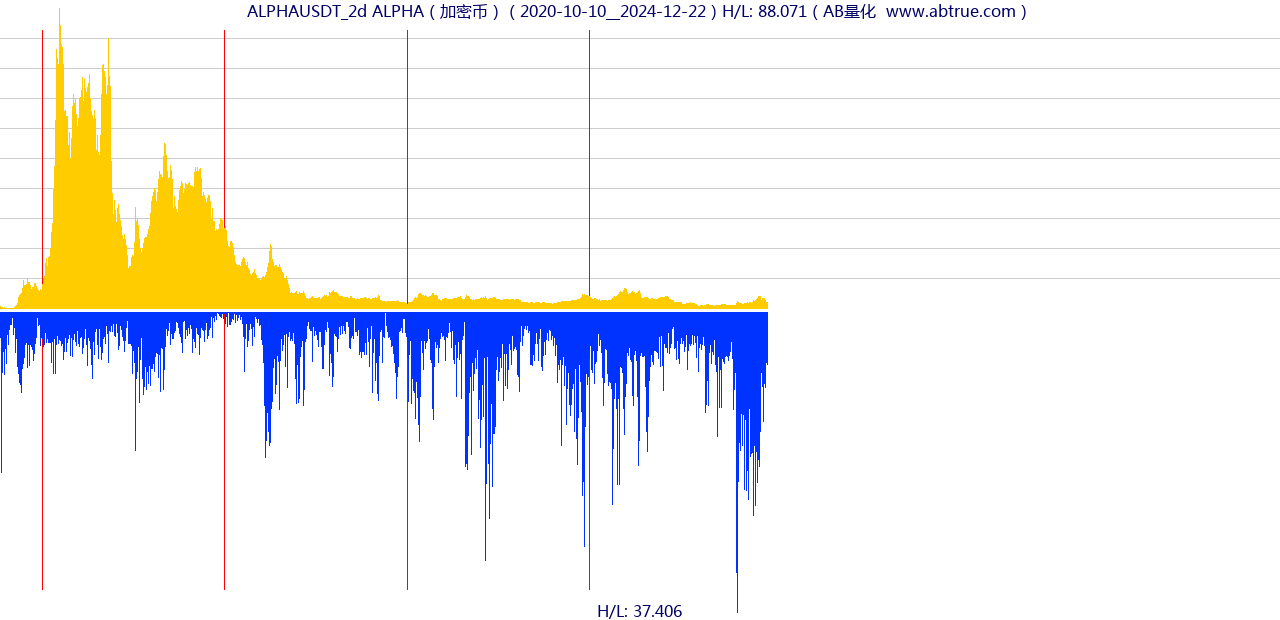 ALPHAUSDT_2d ALPHA ( 加密币 ) ( 2020-10-10__2024-12-22 ) H/L: 88.071 ( AB量化  www.abtrue.com )
H/L: 37.406